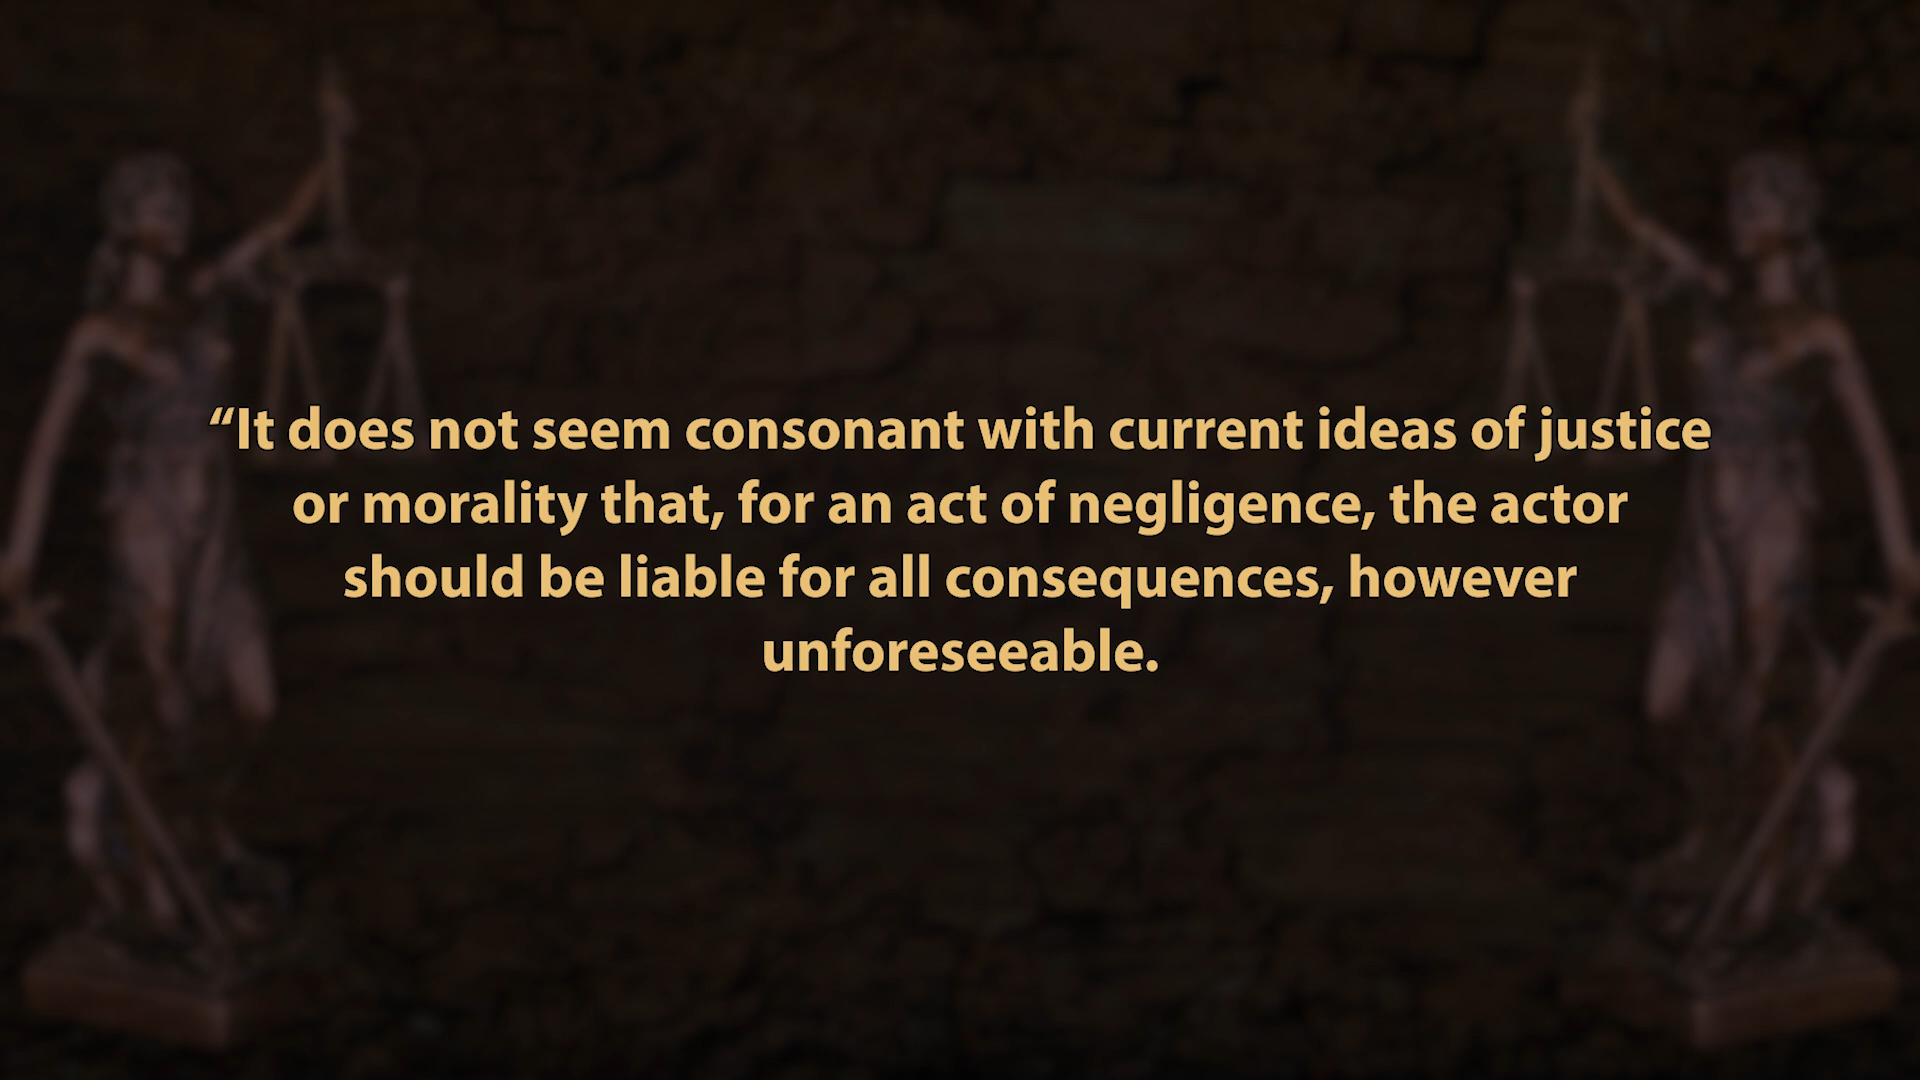 “It does not seem consonant with current ideas of justice
or morality that, for an act of negligence, the actor
should be liable for all consequences, however
unforeseeable.